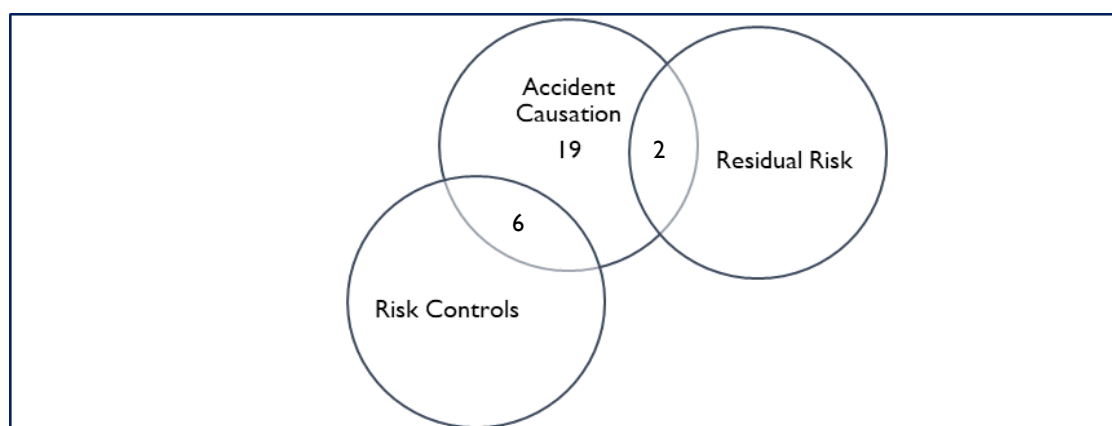 Accident
Causation
19
2
Residual Risk
6
Risk Controls